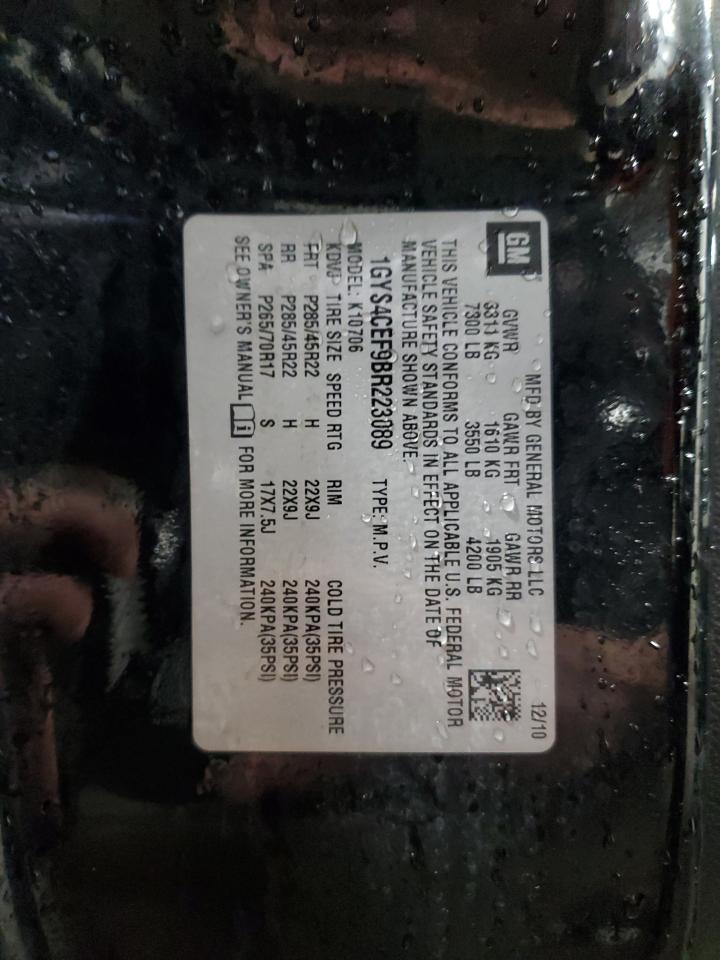 GM MFD BY GENERAL MOTORS LLC 12/10
GVWR GAWR FRT GAWR RR
3311 KG 1610 KG 1905 KG
7300 LB 3550 LB 4200 LB
THIS VEHICLE CONFORMS TO ALL APPLICABLE U.S. FEDERAL MOTOR
VEHICLE SAFETY STANDARDS IN EFFECT ON THE DATE OF
MANUFACTURE SHOWN ABOVE.
1GYS4CEF9BR223089 TYPE: M.P.V.
MODEL: K10706
KDVJ TIRE SIZE SPEED RTG RIM COLD TIRE PRESSURE
FRT P285/45R22 H 22X9J 240KPA(35PSI)
RR P285/45R22 H 22X9J 240KPA(35PSI)
SPA P265/70R17 S 17X7.5J 240KPA(35PSI)
SEE OWNER'S MANUAL i FOR MORE INFORMATION.